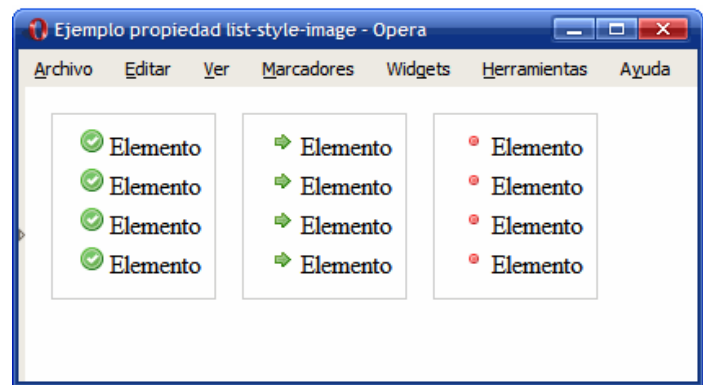 Ejemplo propiedad list-style-image - Opera
Archivo Editar Ver Marcadores Widgets Herramientas Ayuda
Elemento Elemento Elemento
Elemento Elemento Elemento
Elemento Elemento Elemento
Elemento Elemento Elemento